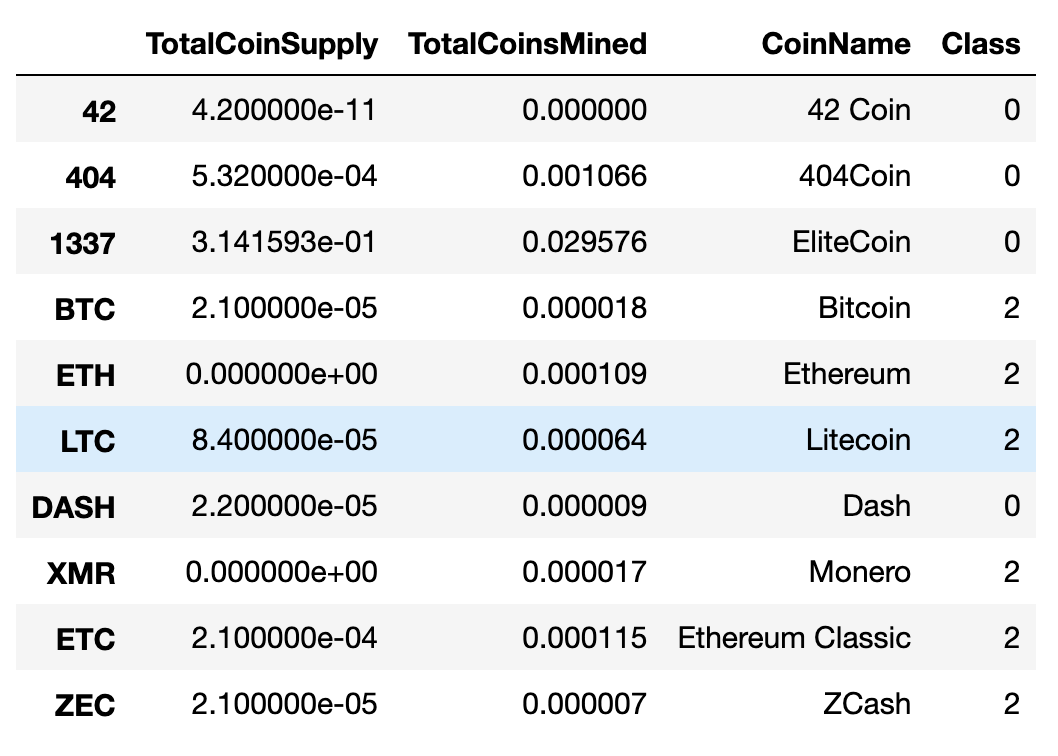 TotalCoinSupply TotalCoinsMined CoinName Class
42 4.200000e-11 0.000000 42 Coin 0
404 5.320000e-04 0.001066 404Coin 0
1337 3.141593e-01 0.029576 EliteCoin 0
BTC 2.100000e-05 0.000018 Bitcoin 2
ETH 0.000000e+00 0.000109 Ethereum 2
LTC 8.400000e-05 0.000064 Litecoin 2
DASH 2.200000e-05 0.000009 Dash 0
XMR 0.000000e+00 0.000017 Monero 2
ETC 2.100000e-04 0.000115 Ethereum Classic 2
ZEC 2.100000e-05 0.000007 ZCash 2